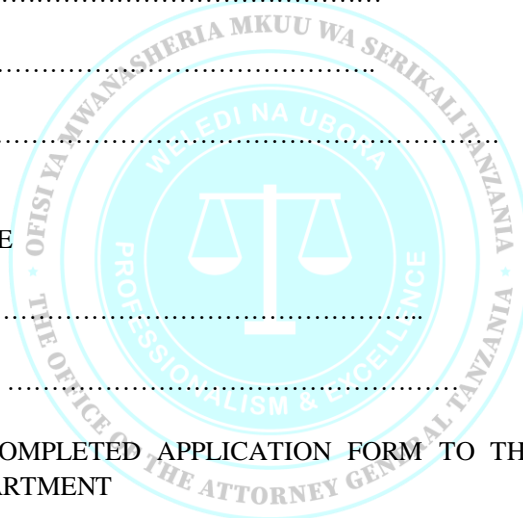 ……………………………………
OFISI YA MWANASHERIA MKUU WA SERIKALI TANZANIA
……………………………………….
WELEDI NA UBORA
…………………………………………………….
E
PROFESSIONALISM & EXCELLENCE
……………………………………………..
………………………………………………
THE OFFICE OF THE ATTORNEY GENERAL TANZANIA
OMPLETED APPLICATION FORM TO TH
ARTMENT